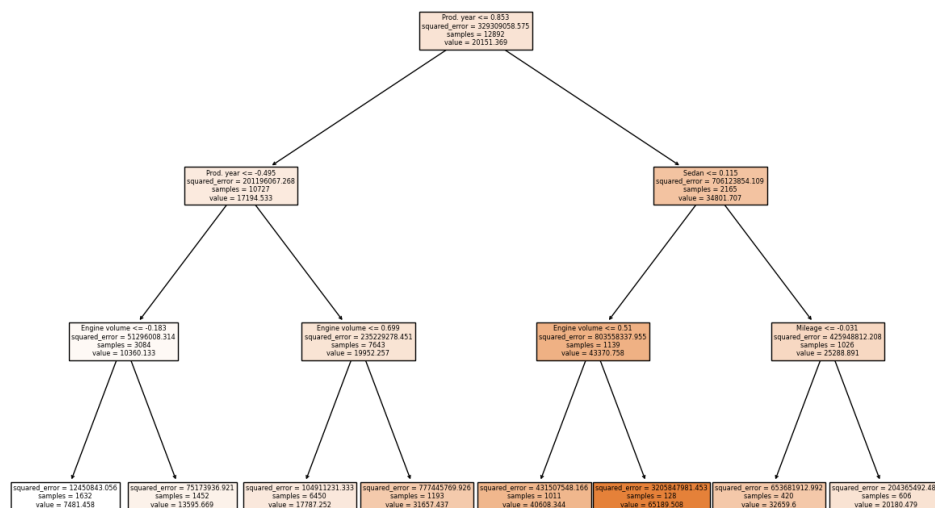 Prod. year <= 0.853
squared_error = 329309058.575
samples = 12892
value = 20151.369
Prod. year <= -0.495
squared_error = 201196067.268
samples = 10727
value = 17194.533
Sedan <= 0.115
squared_error = 706123854.109
samples = 2165
value = 34801.707
Engine volume <= -0.183
squared_error = 51296008.314
samples = 3084
value = 10360.133
Engine volume <= 0.699
squared_error = 235229278.451
samples = 7643
value = 19952.257
Engine volume <= 0.51
squared_error = 803558337.955
samples = 1139
value = 43370.758
Mileage <= -0.031
squared_error = 425948812.208
samples = 1026
value = 25288.891
squared_error = 12450843.056
samples = 1632
value = 7481.458
squared_error = 75173936.921
samples = 1452
value = 13595.669
squared_error = 104911231.333
samples = 6450
value = 17787.252
squared_error = 777445769.926
samples = 1193
value = 31657.437
squared_error = 431507548.166
samples = 1011
value = 40608.344
squared_error = 3205847981.453
samples = 128
value = 65189.508
squared_error = 653681912.992
samples = 420
value = 32659.6
squared_error = 204365492.48
samples = 606
value = 20180.479